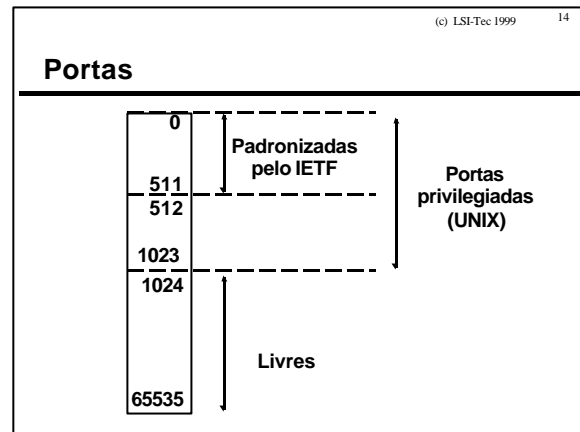 (c) LSI-Tec 1999 14
Portas
0
511
512
1023
1024
65535
Padronizadas
pelo IETF
Portas
privilegiadas
(UNIX)
Livres